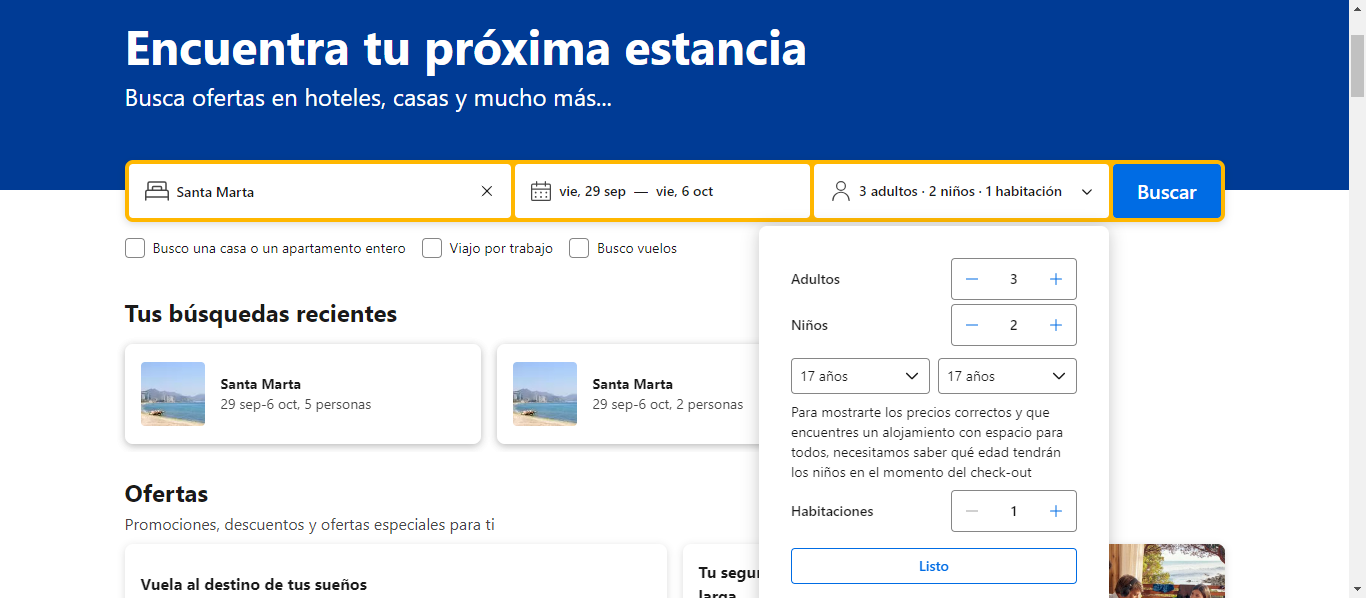 Encuentra tu próxima estancia
Busca ofertas en hoteles, casas y mucho más...
Santa Marta
vie, 29 sep — vie, 6 oct
3 adultos · 2 niños · 1 habitación
Buscar
Busco una casa o un apartamento entero
Viajo por trabajo
Busco vuelos
Adultos
3
Niños
2
17 años
17 años
Para mostrarte los precios correctos y que
encuentres un alojamiento con espacio para
todos, necesitamos saber qué edad tendrán
los niños en el momento del check-out
Habitaciones
1
Listo
Tus búsquedas recientes
Santa Marta
29 sep-6 oct, 5 personas
Santa Marta
29 sep-6 oct, 2 personas
Ofertas
Promociones, descuentos y ofertas especiales para ti
Vuela al destino de tus sueños
Tu
larga